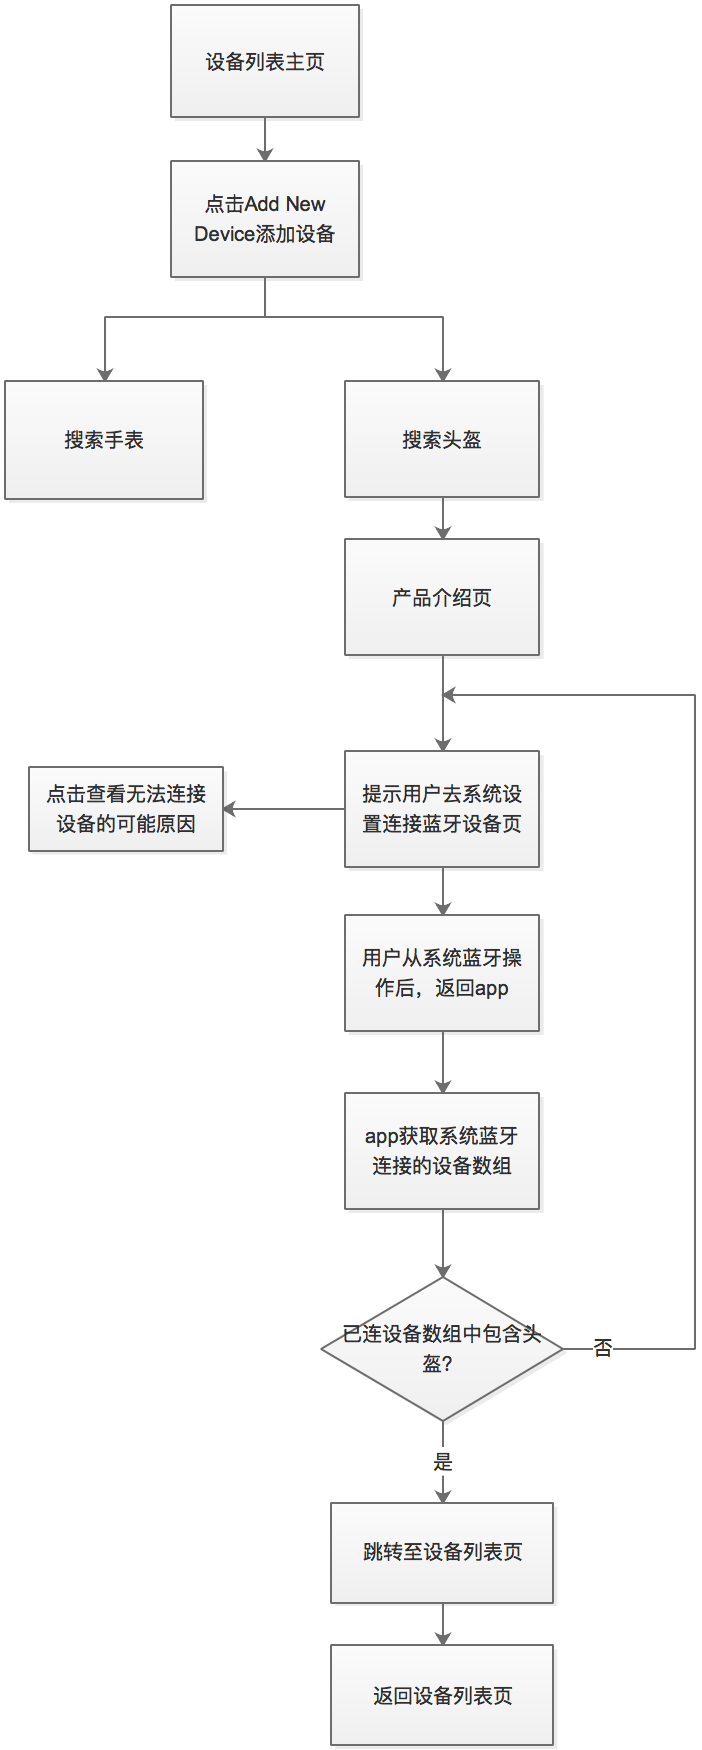 设备列表主页
点击Add New
Device添加设备
搜索手表
搜索头盔
产品介绍页
点击查看无法连接
设备的可能原因
提示用户去系统设
置连接蓝牙设备页
用户从系统蓝牙操
作后，返回app
app获取系统蓝牙
连接的设备数组
已连设备数组中包含头
盔？
否
是
跳转至设备列表页
返回设备列表页